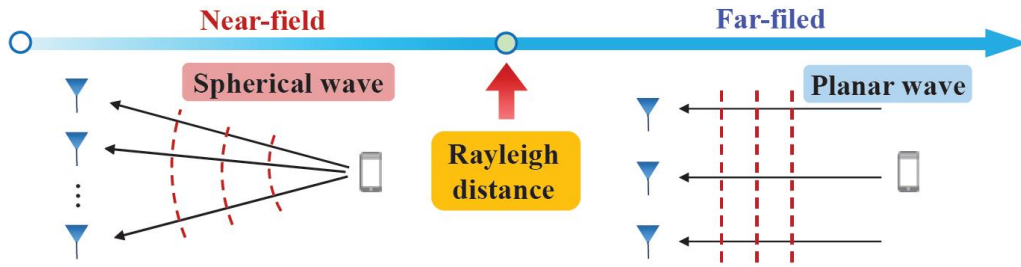 Near-field
Far-filed
Spherical wave
Planar wave
Rayleigh
distance